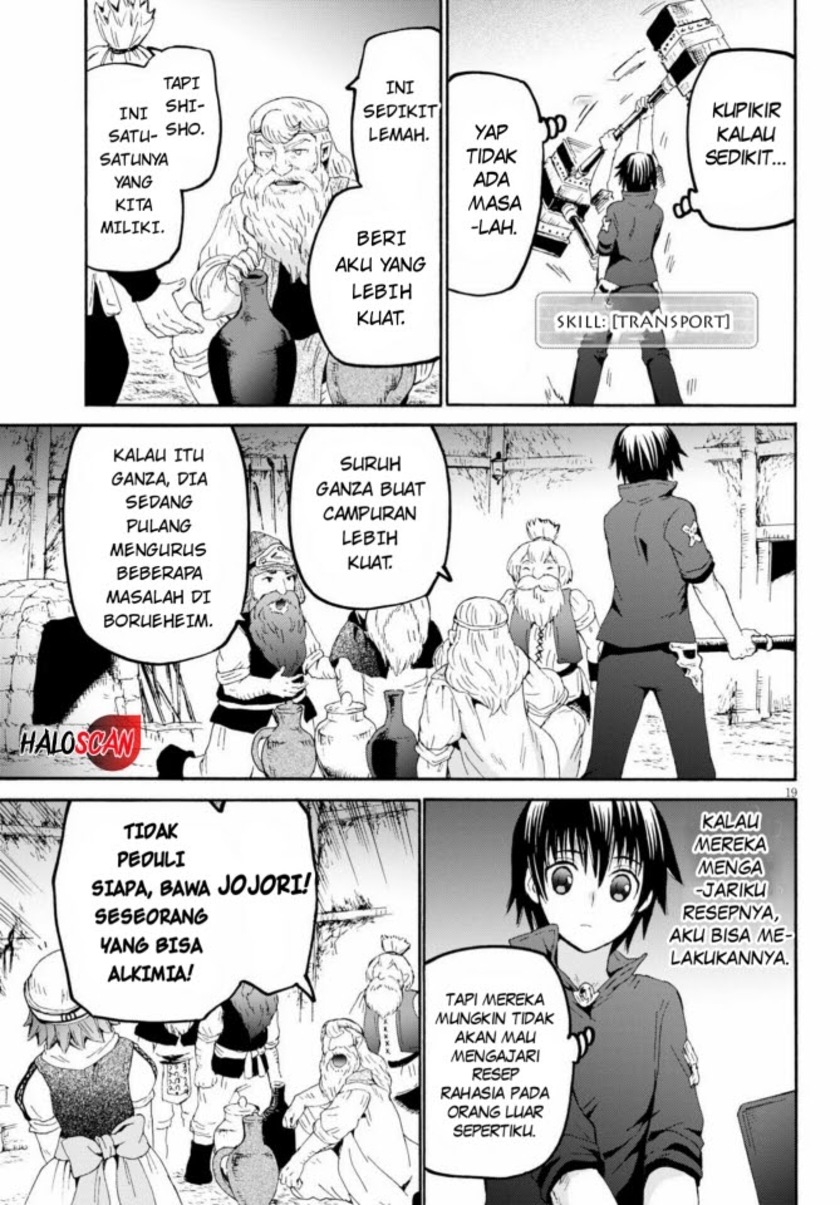 KUPIKIR
KALAU
SEDIKIT...
YAP
TIDAK
ADA
MASA
-LAH.
SKILL: [TRANSPORT]
INI
SEDIKIT
LEMAH.
BERI
AKU YANG
LEBIH
KUAT.
TAPI
SHI-
SHO.
INI
SATU-
SATUNYA
YANG
KITA
MILIKI.
SURUH
GANZA BUAT
CAMPURAN
LEBIH
KUAT.
KALAU ITU
GANZA, DIA
SEDANG
PULANG
MENGURUS
BEBERAPA
MASALAH DI
BORUEHEIM.
HALOSCAN
19
KALAU
MEREKA
MENGA
-JARIKU
RESEPNYA,
AKU BISA ME-
LAKUKANNYA.
TAPI MEREKA
MUNGKIN TIDAK
AKAN MAU
MENGAJARI
RESEP
RAHASIA PADA
ORANG LUAR
SEPERTIKU.
JOJORI!
TIDAK
PEDULI
SIAPA, BAWA
SESEORANG
YANG BISA
ALKIMIA!